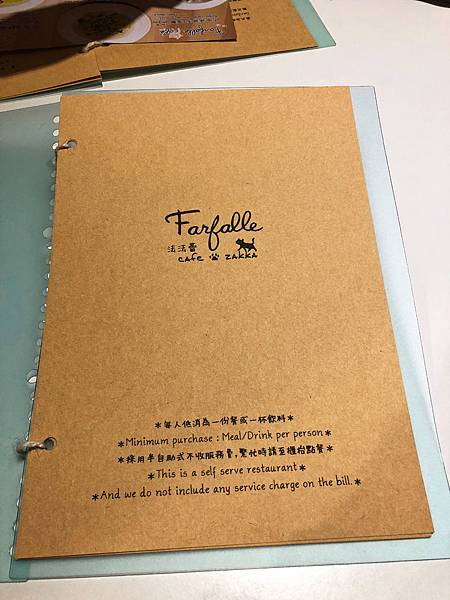 Farfalle
法法蕾
cafe zakka
*每人低消為一份餐或一杯飲料*
*Minimum purchase : Meal/Drink per person*
*採用半自助式不收服務費,繁忙時請至櫃抬點餐*
*This is a self serve restaurant*
*And we do not include any service charge on the bill.*